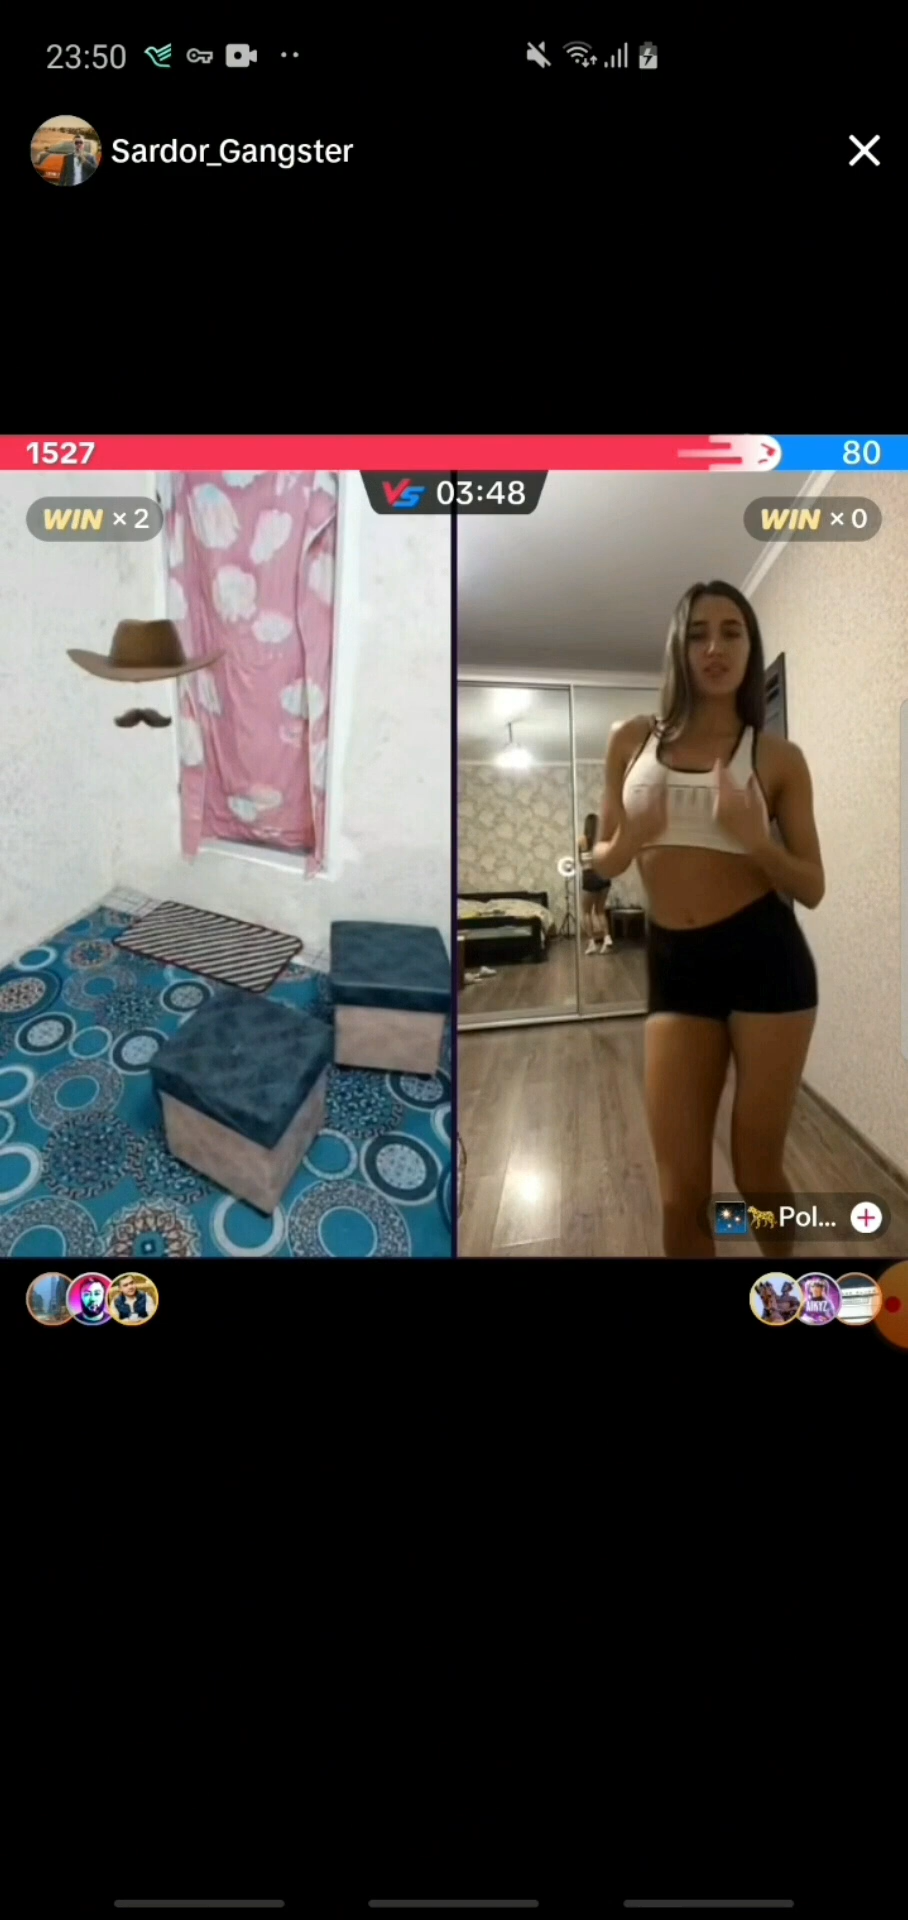 23:50
Sardor_Gangster
1527
80
VS 03:48
WIN × 2
WIN × 0
Pol...